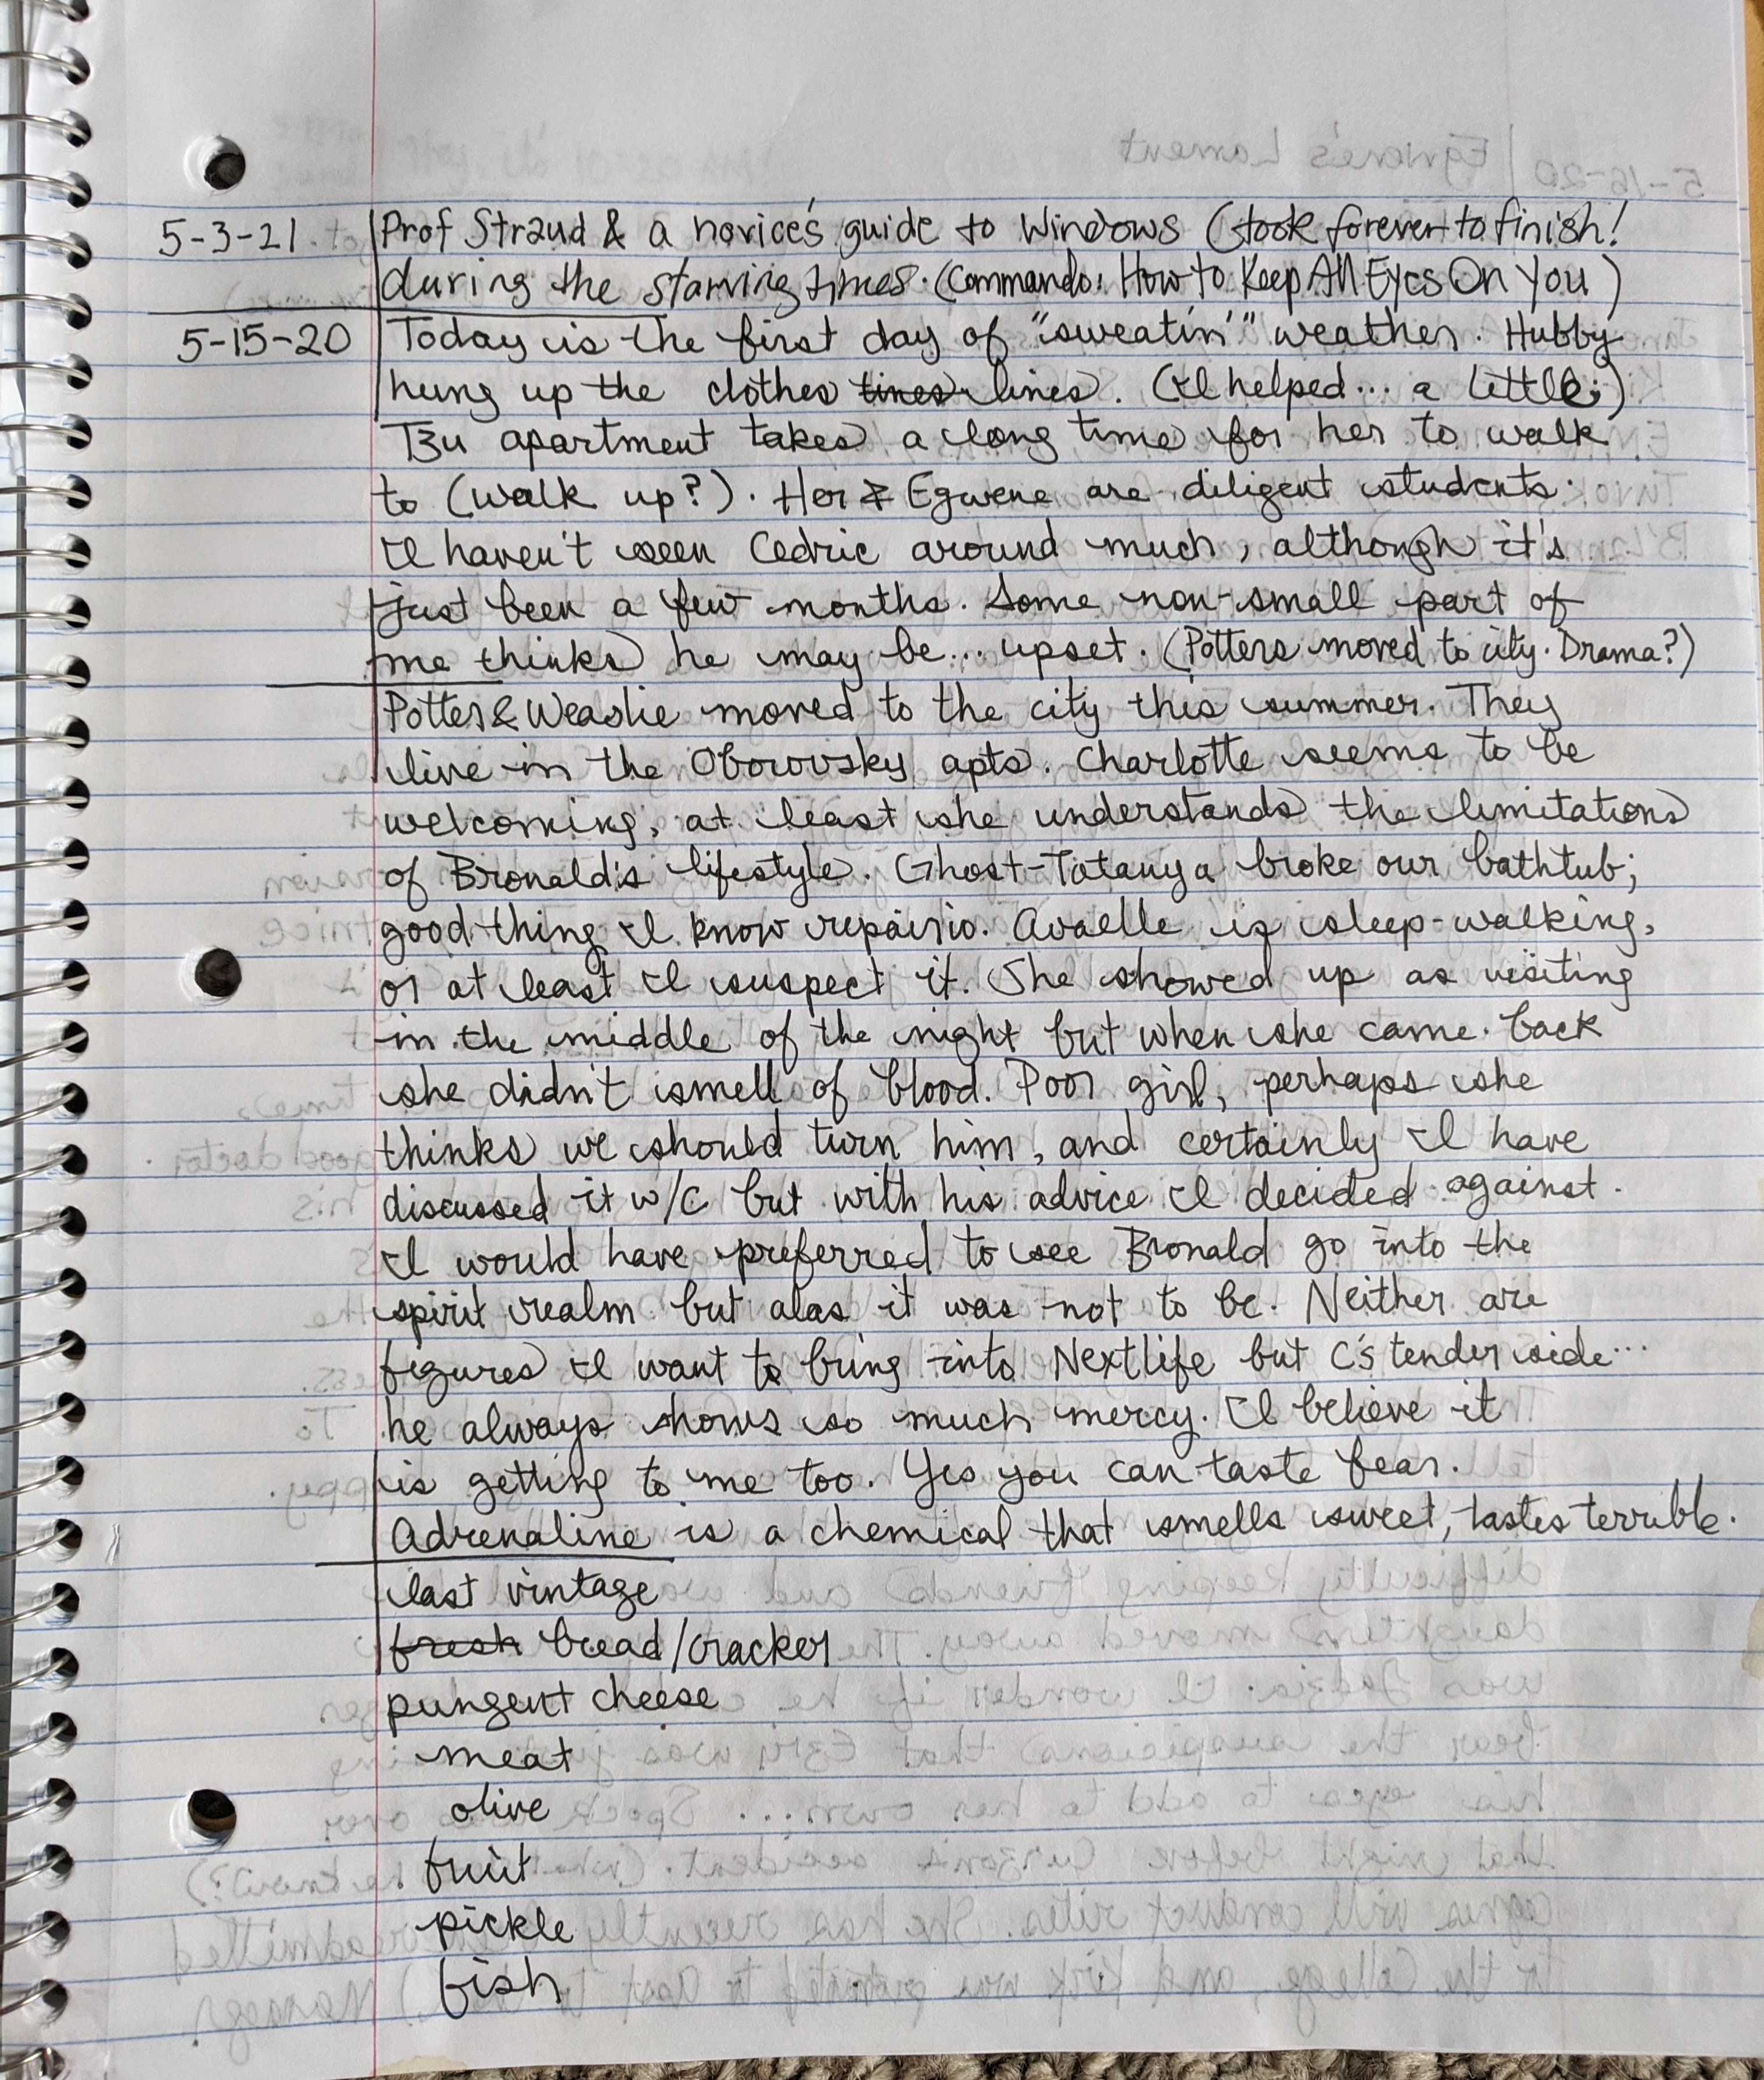 5-3-21 Prof Straud & a novice's guide to Windows (took forever to finish!
during the starving times. (Commando: How to Keep All Eyes On You)
5-15-20 Today is the first day of "sweatin'" weather. Hubby
hung up the clothes tines lines. (I helped... a little;)
Tzu apartment takes a long time for her to walk
to (walk up?). Her & Egwene are diligent students.
I haven't seen Cedric around much, although it's
just been a few months. Some non-small part of
me thinks he may be... upset. (Potters moved to city. Drama?)
Potter & Weaslie moved to the city this summer. They
live in the Oborovsky apts. Charlotte seems to be
welcoming, at least she understands the limitations
of Bronald's lifestyle. Ghost-Tatanya broke our bathtub;
good thing I know repairio. Avaelle is sleep-walking,
or at least I suspect it. She showed up as visiting
in the middle of the night but when she came back
she didn't smell of blood. Poor girl, perhaps she
thinks we should turn him, and certainly I have
discussed it w/C but with his advice I decided against.
I would have preferred to see Bronald go into the
spirit realm but alas it was not to be. Neither are
figures I want to bring into Nextlife but C's tender side...
he always shows so much mercy. I believe it
is getting to me too. Yes you can taste fear.
Adrenaline is a chemical that smells sweet, tastes terrible.
last vintage
fresh bread/cracker
pungent cheese
meat
olive
fruit
pickle
fish